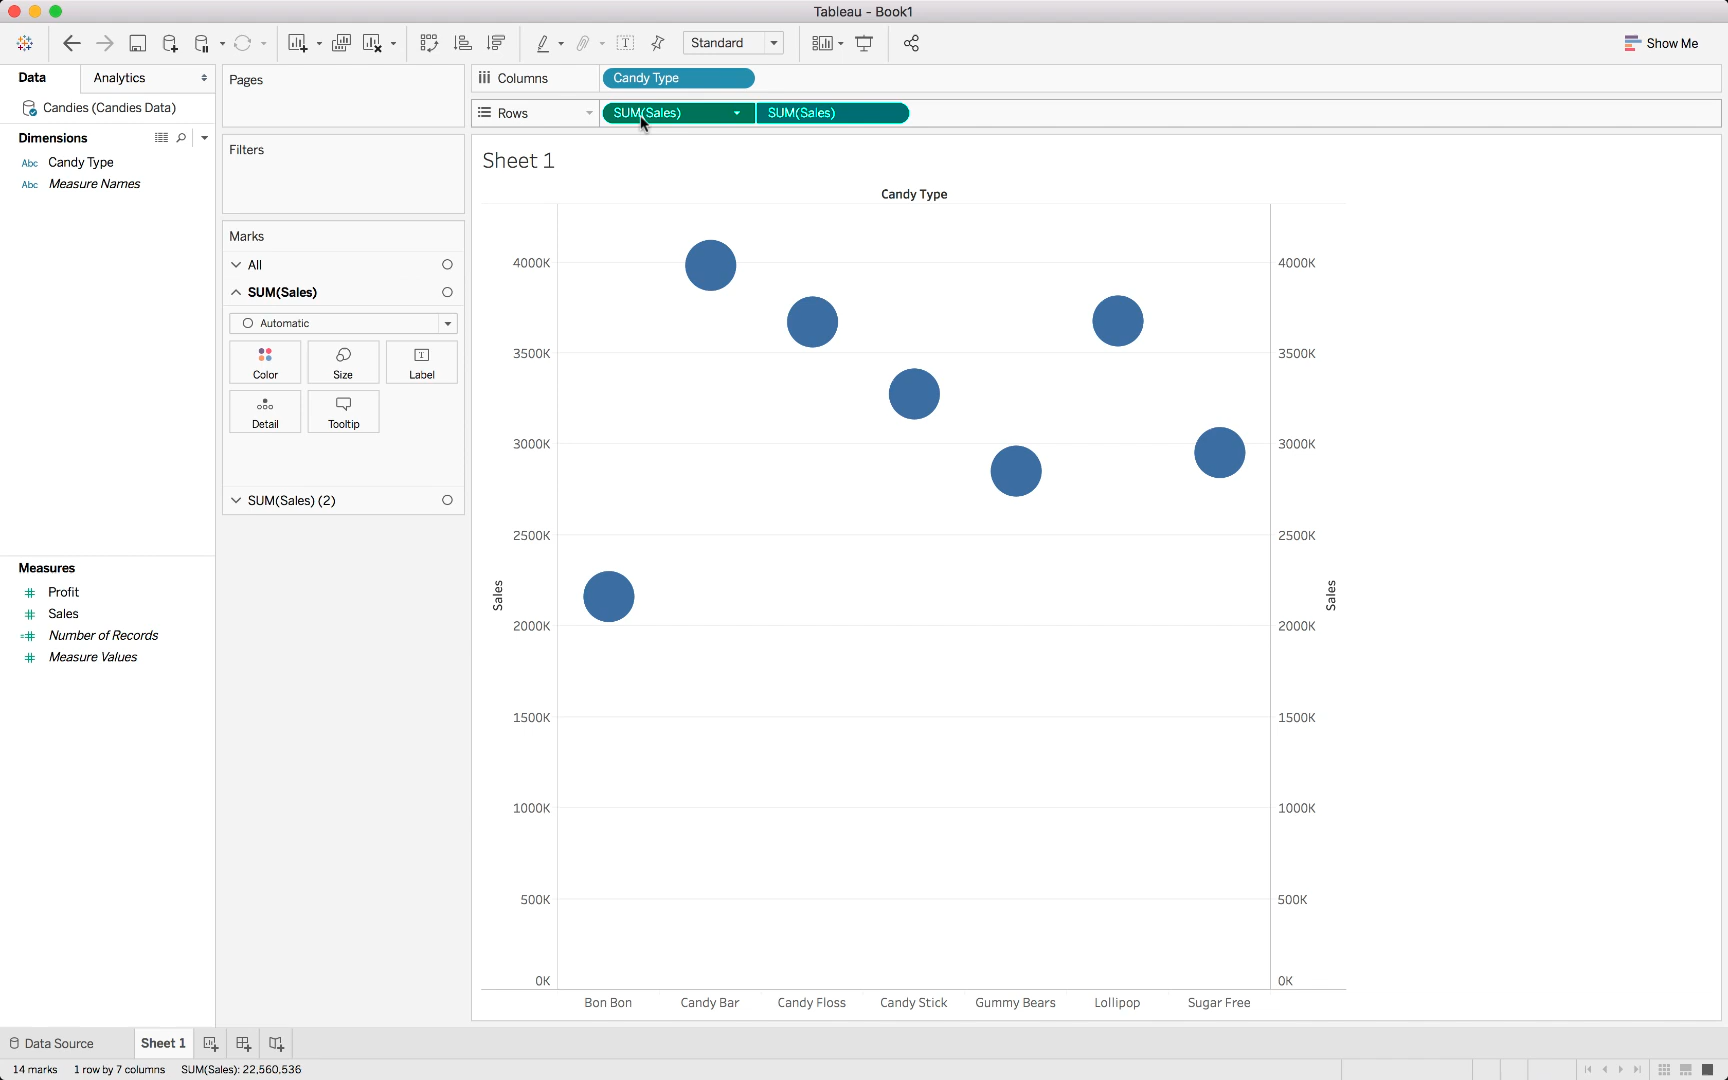 Tableau - Book1
Standard
Show Me
Data
Analytics
Candies (Candies Data)
Dimensions
Abc Candy Type
Abc Measure Names
Measures
# Profit
# Sales
=# Number of Records
# Measure Values
Pages
Filters
Marks
All
SUM(Sales)
Automatic
Color
Size
T
Label
Detail
Tooltip
SUM(Sales) (2)
Columns
Candy Type
Rows
SUM(Sales)
SUM(Sales)
Sheet 1
Candy Type
4000K
3500K
3000K
2500K
2000K
1500K
1000K
500K
0K
Sales
4000K
3500K
3000K
2500K
2000K
1500K
1000K
500K
0K
Sales
Bon Bon
Candy Bar
Candy Floss
Candy Stick
Gummy Bears
Lollipop
Sugar Free
Data Source
Sheet 1
14 marks
1 row by 7 columns
SUM(Sales): 22,560,536